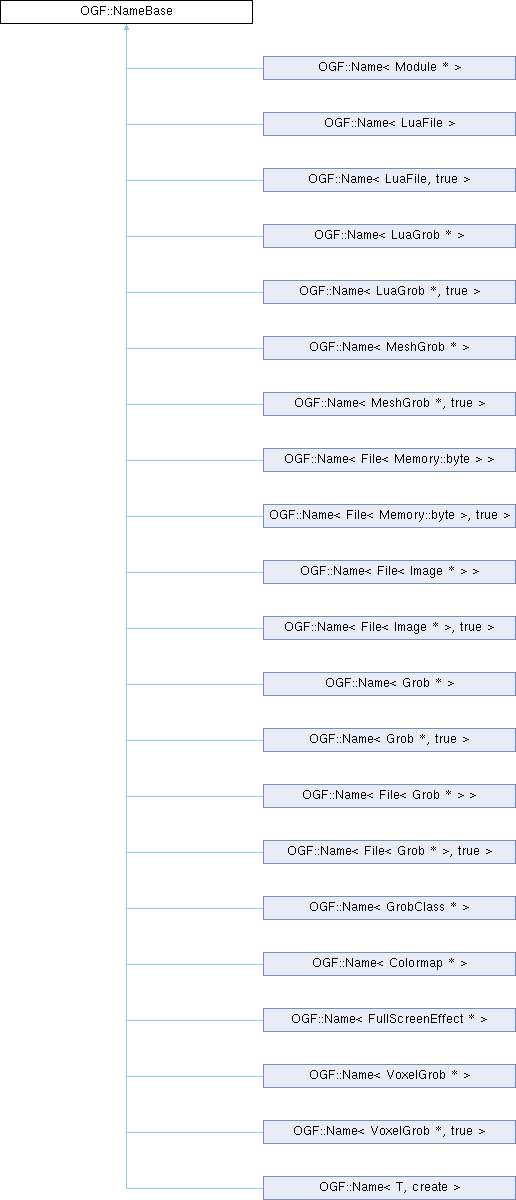 OGF::NameBase
OGF::Name< Module * >
OGF::Name< LuaFile >
OGF::Name< LuaFile, true >
OGF::Name< LuaGrob * >
OGF::Name< LuaGrob *, true >
OGF::Name< MeshGrob * >
OGF::Name< MeshGrob *, true >
OGF::Name< File< Memory::byte > >
OGF::Name< File< Memory::byte >, true >
OGF::Name< File< Image * > >
OGF::Name< File< Image * >, true >
OGF::Name< Grob * >
OGF::Name< Grob *, true >
OGF::Name< File< Grob * > >
OGF::Name< File< Grob * >, true >
OGF::Name< GrobClass * >
OGF::Name< Colormap * >
OGF::Name< FullScreenEffect * >
OGF::Name< VoxelGrob * >
OGF::Name< VoxelGrob *, true >
OGF::Name< T, create >